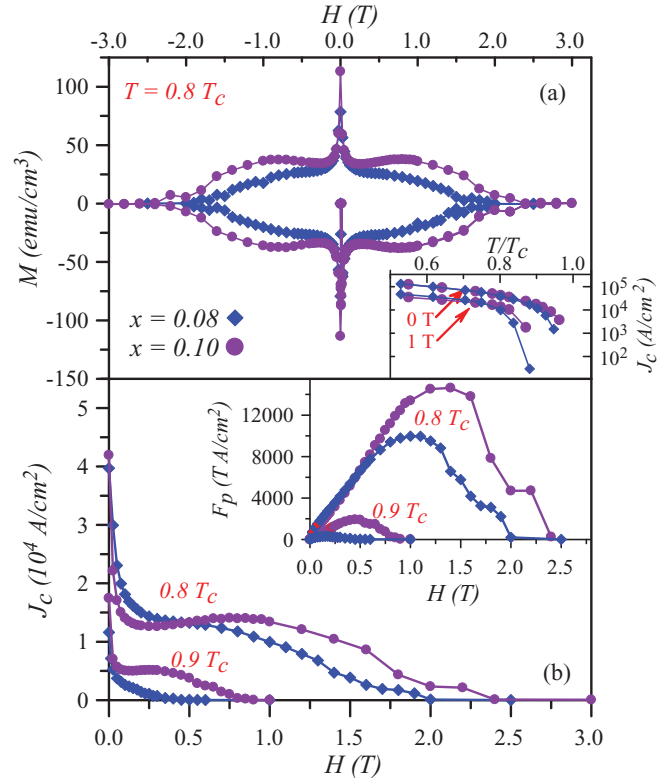 H (T)
-3.0 -2.0 -1.0 0.0 1.0 2.0 3.0
T = 0.8 Tc
(a)
100
50
0
-50
-100
-150
M (emu/cm³)
x = 0.08
x = 0.10
T/Tc
0.6 0.8 1.0
0 T
1 T
10⁵
10⁴
10³
10²
Jc (A/cm²)
5
4
3
2
1
0
Jc (10⁴ A/cm²)
12000
8000
4000
0
Fp (T A/cm²)
0.8 Tc
0.9 Tc
0.0 0.5 1.0 1.5 2.0 2.5
H (T)
0.8 Tc
0.9 Tc
(b)
0.0 0.5 1.0 1.5 2.0 2.5 3.0
H (T)